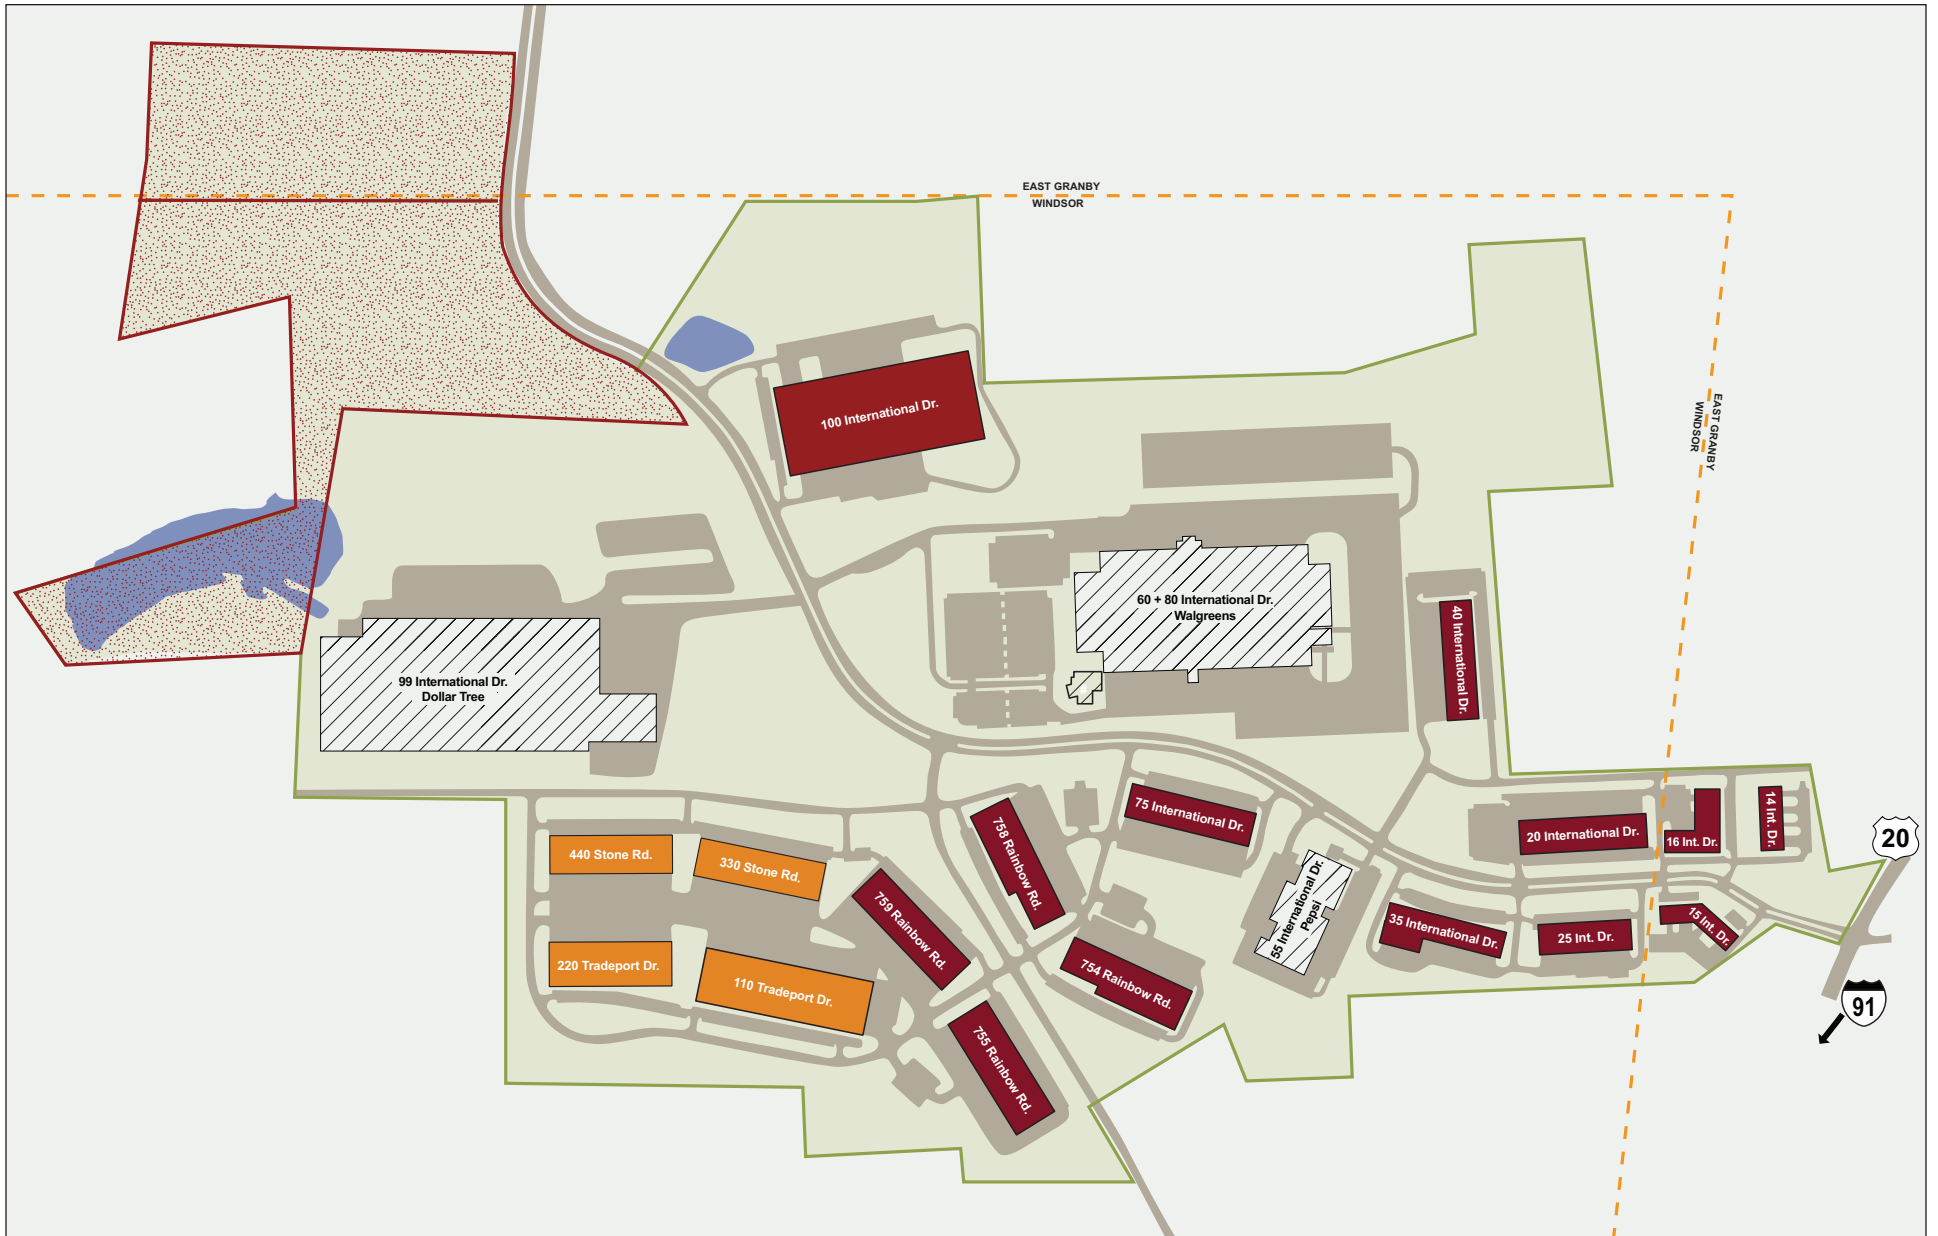 EAST GRANBY
WINDSOR
100 International Dr.
EAST GRANBY
WINDSOR
60 + 80 International Dr.
Walgreens
40 International Dr.
99 International Dr.
Dollar Tree
758 Rainbow Rd.
75 International Dr.
20 International Dr.
16 Int. Dr.
14 Int. Dr.
20
440 Stone Rd.
330 Stone Rd.
759 Rainbow Rd.
55 International Dr.
Pepsi
35 International Dr.
25 Int. Dr.
15 Int. Dr.
220 Tradeport Dr.
110 Tradeport Dr.
754 Rainbow Rd.
91
755 Rainbow Rd.